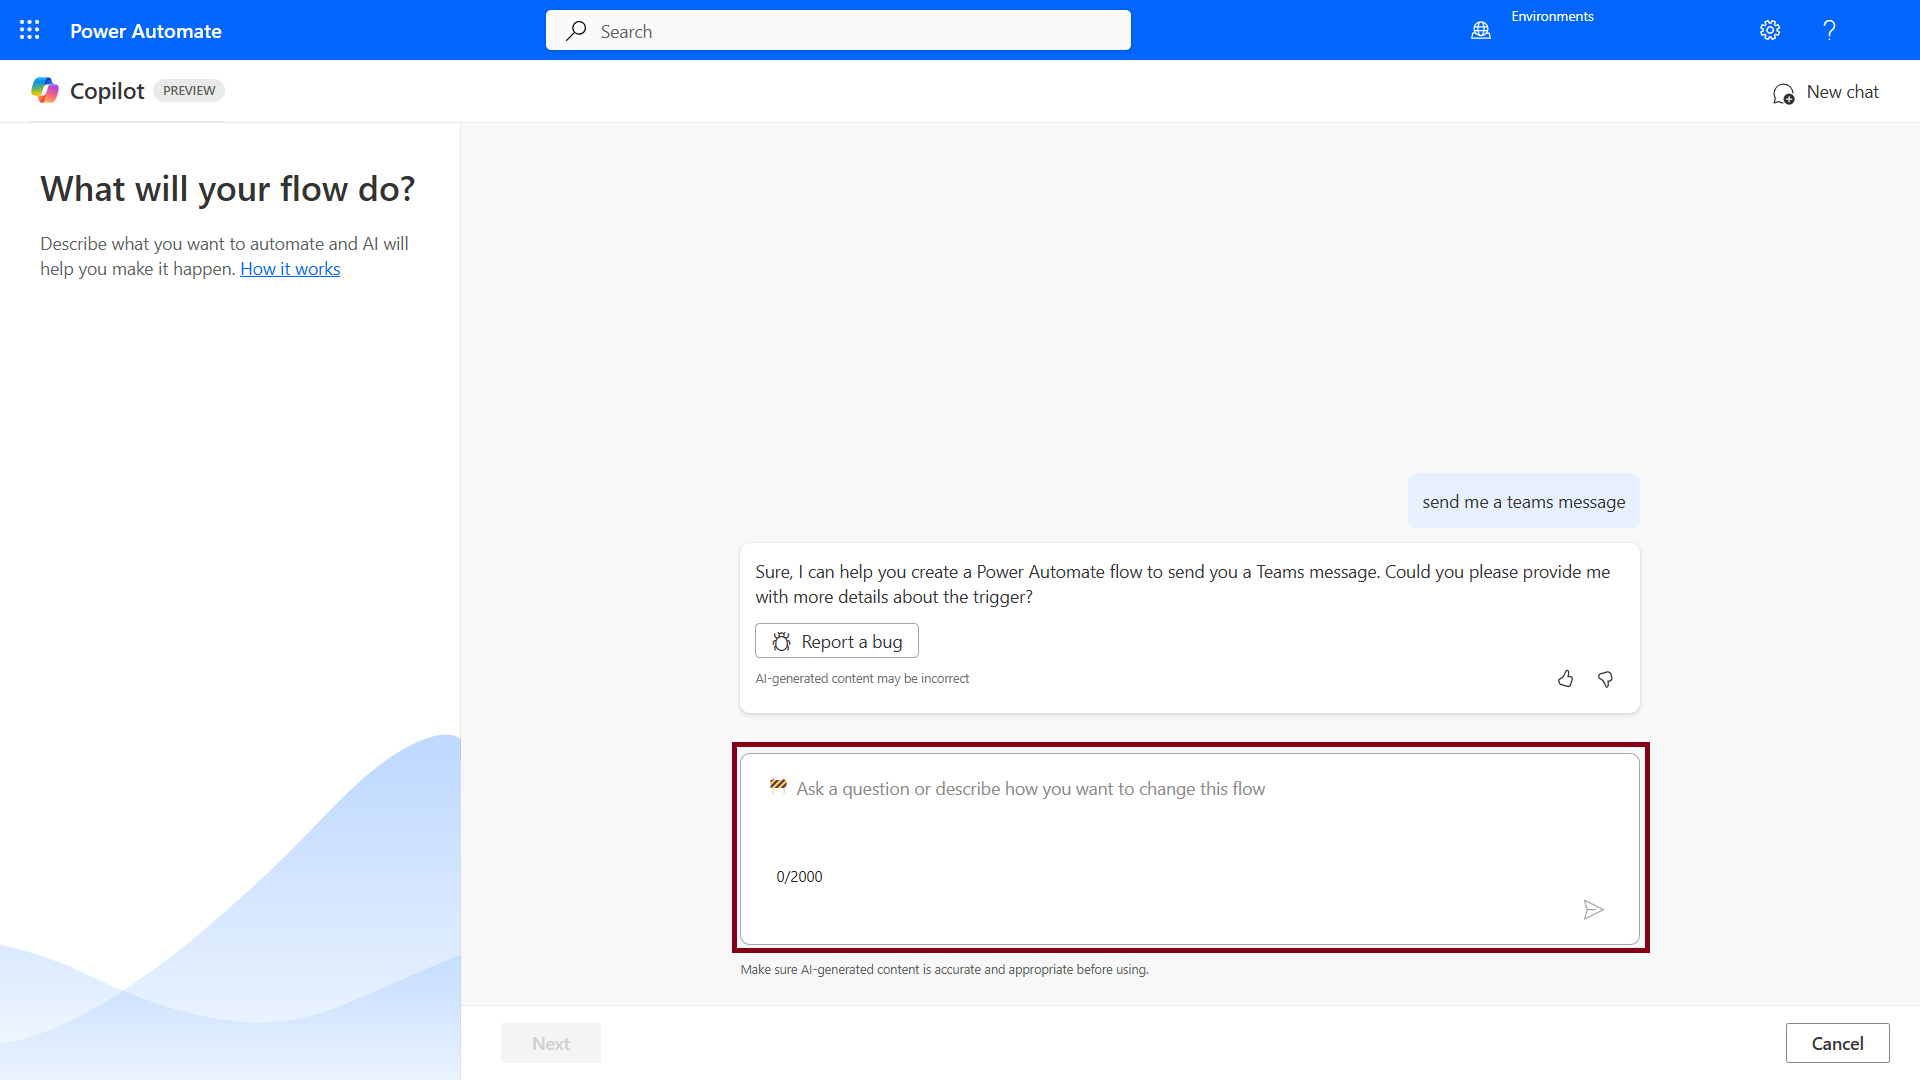 Power Automate
Search
Environments
Copilot PREVIEW
New chat
What will your flow do?
Describe what you want to automate and AI will
help you make it happen. How it works
send me a teams message
Sure, I can help you create a Power Automate flow to send you a Teams message. Could you please provide me
with more details about the trigger?
Report a bug
AI-generated content may be incorrect
Ask a question or describe how you want to change this flow
0/2000
Make sure AI-generated content is accurate and appropriate before using.
Next
Cancel